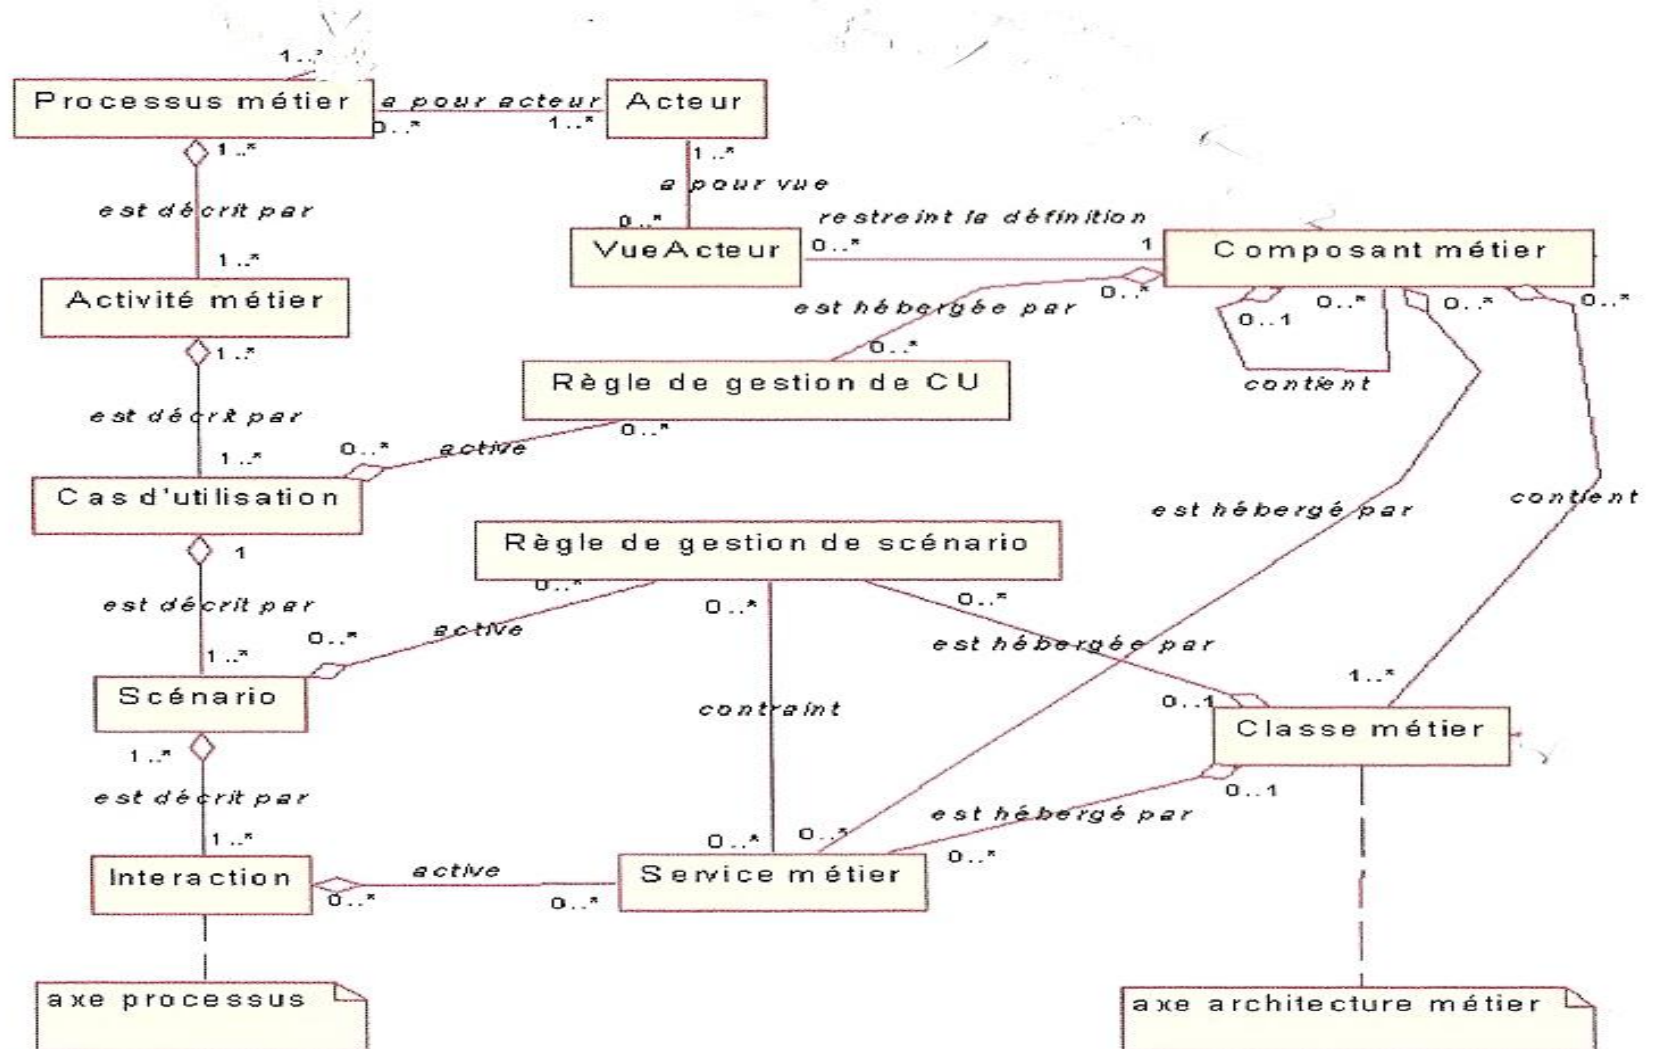 1..*
Processus métier
a pour acteur
Acteur
0..*
1..*
1..*
1..*
est décrit par
a pour vue
0..*
restreint la définition
VueActeur
0..*
1
Composant métier
1..*
Activité métier
est hébergée par
0..*
0..1
0..*
0..*
0..*
1..*
0..*
Règle de gestion de CU
contient
est décrit par
0..*
active
0..*
1..*
Cas d'utilisation
est hébergé par
contient
1
Règle de gestion de scénario
0..*
0..*
0..*
est décrit par
0..*
active
est hébergée par
1..*
1..*
Scénario
0..1
contraint
Classe métier
1..*
est décrit par
0..1
est hébergé par
1..*
0..*
0..*
0..*
Interaction
active
Service métier
0..*
0..*
axe processus
axe architecture métier